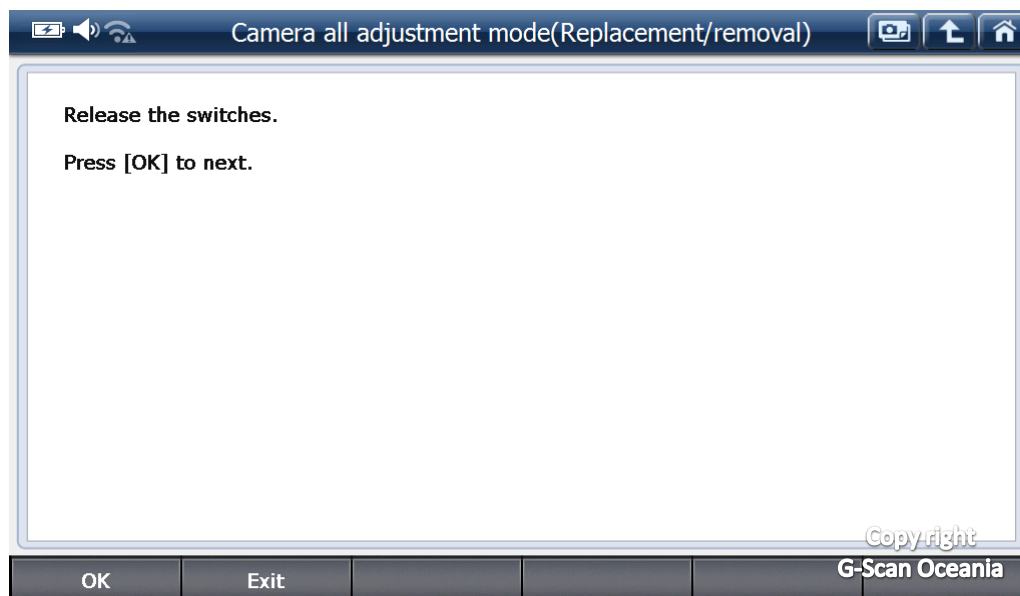 Camera all adjustment mode(Replacement/removal)
Release the switches.
Press [OK] to next.
Copy right
G-Scan Oceania
OK
Exit